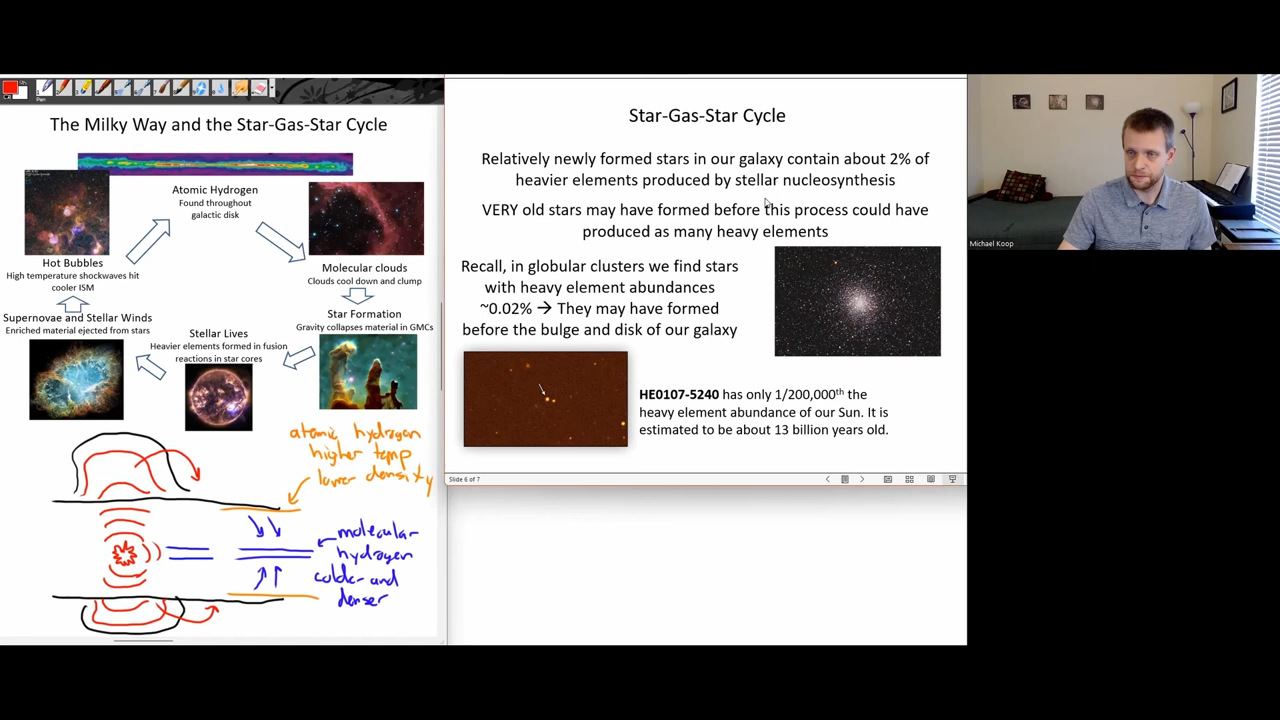 The Milky Way and the Star-Gas-Star Cycle
Atomic Hydrogen
Found throughout
galactic disk
Hot Bubbles
High temperature shockwaves hit
cooler ISM
Molecular clouds
Clouds cool down and clump
Supernovae and Stellar Winds
Enriched material ejected from stars
Stellar Lives
Heavier elements formed in fusion
reactions in star cores
Star Formation
Gravity collapses material in GMCs
atomic hydrogen
higher temp
lower density
molecular
hydrogen
colder and
denser
Pen
Star-Gas-Star Cycle
Relatively newly formed stars in our galaxy contain about 2% of
heavier elements produced by stellar nucleosynthesis
VERY old stars may have formed before this process could have
produced as many heavy elements
Recall, in globular clusters we find stars
with heavy element abundances
~0.02% → They may have formed
before the bulge and disk of our galaxy
HE0107-5240 has only 1/200,000th the
heavy element abundance of our Sun. It is
estimated to be about 13 billion years old.
Slide 6 of 7
Michael Koop